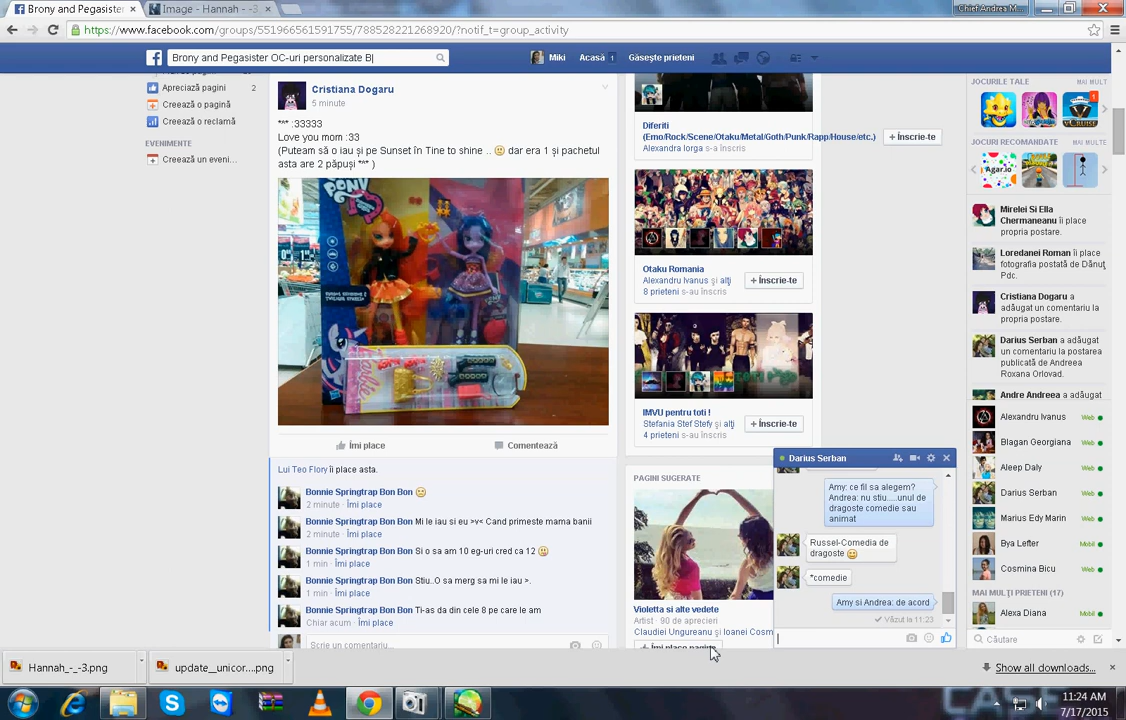 Brony and Pegasister
Image - Hannah - -3
Chief Andrea M...
https://www.facebook.com/groups/551966561591755/788528221268920/?notif_t=group_activity
Brony and Pegasister OC-uri personalizate B
Miki
Acasă 1
Găsește prieteni
Apreciază pagini 2
Creează o pagină
Creează o reclamă
EVENIMENTE
Creează un eveni...
Cristiana Dogaru
5 minute
*^* :33333
Love you mom :33
(Puteam să o iau și pe Sunset în Tine to shine .. dar era 1 și pachetul
asta are 2 păpuși *^* )
PONY
Îmi place
Comentează
Lui Teo Flory îi place asta.
Bonnie Springtrap Bon Bon
2 minute · Îmi place
Bonnie Springtrap Bon Bon Mi le iau si eu >v< Cand primeste mama banii
2 minute · Îmi place
Bonnie Springtrap Bon Bon Si o sa am 10 eg-uri cred ca 12
1 min · Îmi place
Bonnie Springtrap Bon Bon Stiu..O sa merg sa mi le iau >.
1 min · Îmi place
Bonnie Springtrap Bon Bon Ti-as da din cele 8 pe care le am
Chiar acum · Îmi place
Scrie un comentariu...
Diferiti
(Emo/Rock/Scene/Otaku/Metal/Goth/Punk/Rapp/House/etc.)
Alexandra Iorga s-a înscris
+ Înscrie-te
Otaku Romania
Alexandru Ivanus și alți
8 prieteni s-au înscris
+ Înscrie-te
IMVU pentru toti !
Stefania Stef Stefy și alți
4 prieteni s-au înscris
+ Înscrie-te
PAGINI SUGERATE
Violetta si alte vedete
Artist · 90 de aprecieri
Claudiei Ungureanu și Ioanei Cosm
Îmi place pagina
Darius Serban
Amy: ce fil sa alegem?
Andrea: nu stiu.....unul de
dragoste comedie sau
animat
Russel-Comedia de
dragoste
*comedie
Amy si Andrea: de acord
Văzut la 11:23
JOCURILE TALE
MAI MULT
1
CRUISE
JOCURI RECOMANDATE
MAI MULTE
Agar.io
Mirelei Si Ella
Chermaneanu îi place
propria postare.
Loredanei Roman îi place
fotografia postată de Dănuț
Pdc.
Cristiana Dogaru a
adăugat un comentariu la
propria postare.
Darius Serban a adăugat
un comentariu la postarea
publicată de Andreea
Roxana Orlovad.
Andre Andreea a adăugat
Alexandru Ivanus Web
Blagan Georgiana Web
Aleep Daly
Darius Serban Web
Marius Edy Marin Web
Bya Lefter Mobil
Cosmina Bicu Web
MAI MULȚI PRIETENI (17)
Alexa Diana Mobil
Căutare
Hannah_-_-3.png
update__unicor....png
Show all downloads...
11:24 AM
7/17/2015